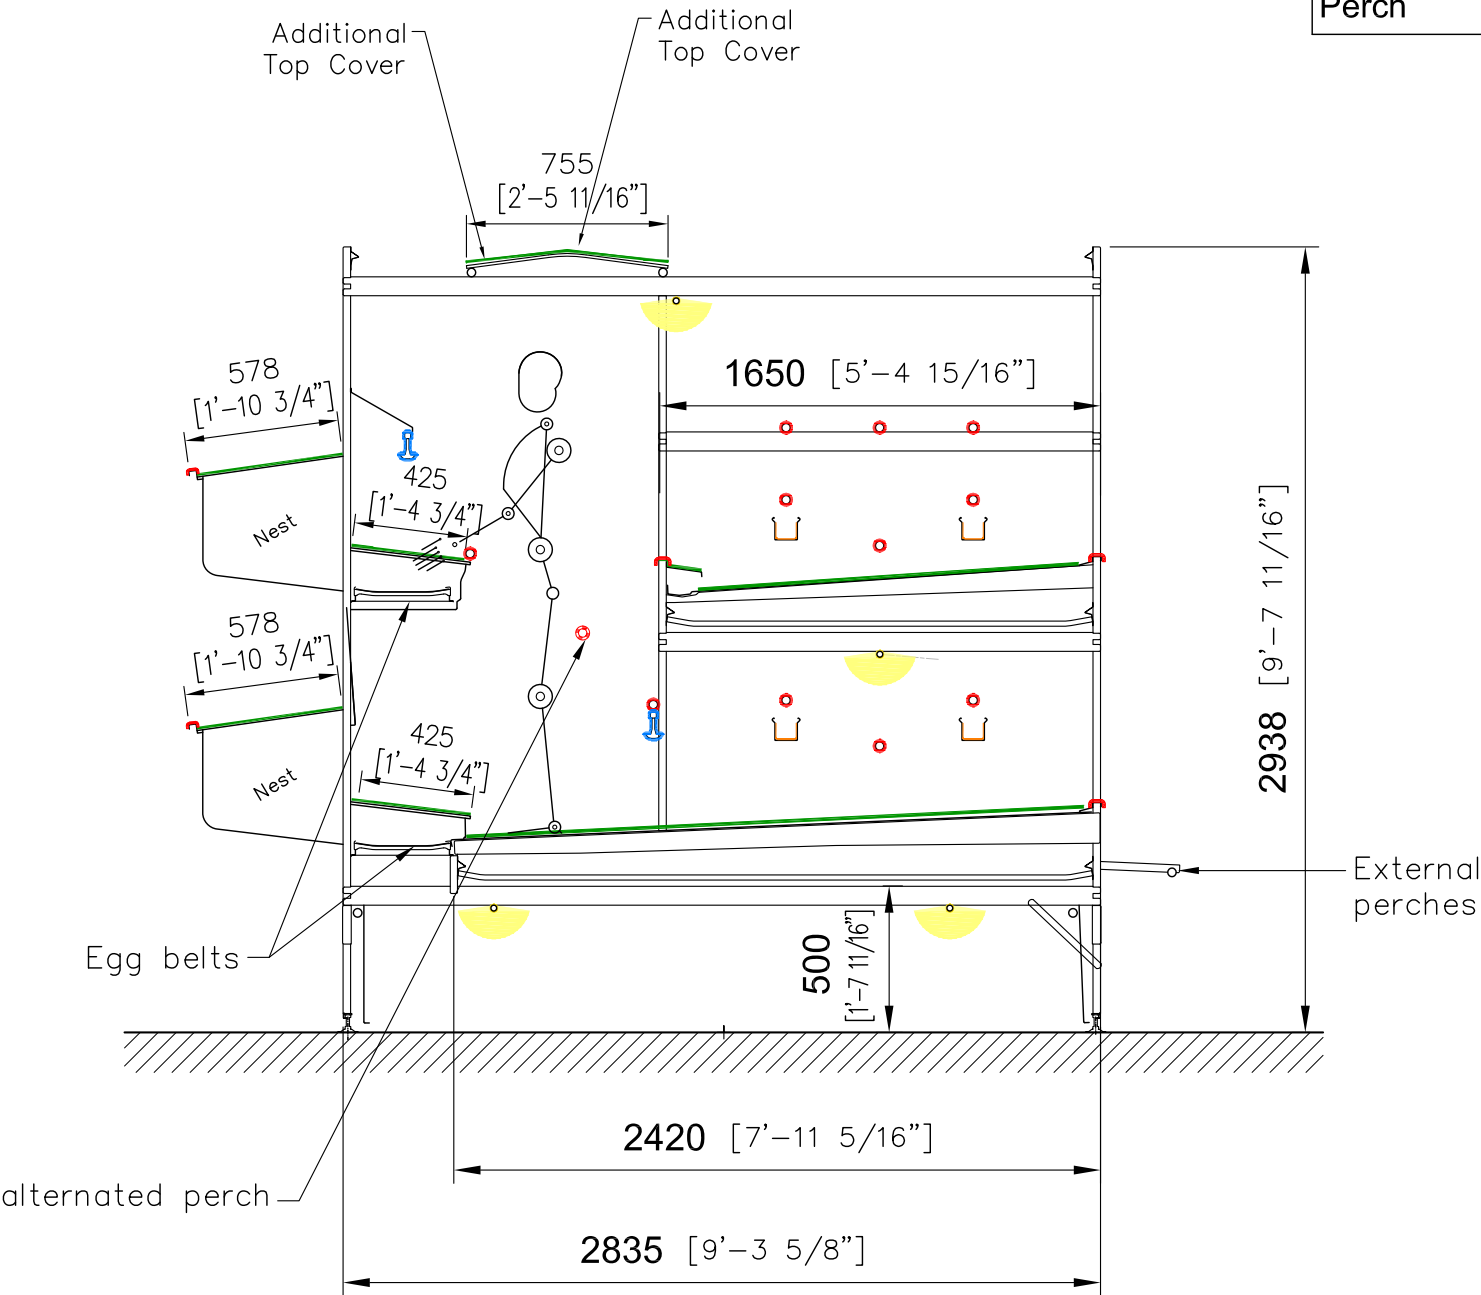 Perch
Additional
Top Cover
Additional
Top Cover
755
[2'-5 11/16"]
578
[1'-10 3/4"]
1650 [5'-4 15/16"]
425
[1'-4 3/4"]
Nest
578
[1'-10 3/4"]
425
[1'-4 3/4"]
Nest
2938 [9'-7 11/16"]
External
perches
Egg belts
500
[1'-7 11/16"]
2420 [7'-11 5/16"]
alternated perch
2835 [9'-3 5/8"]